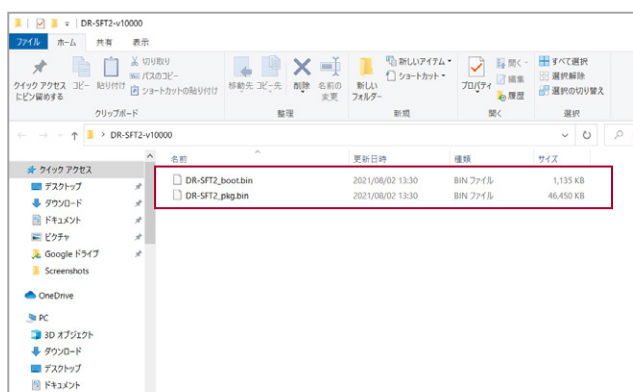 DR-SFT2-v10000
ファイル ホーム 共有 表示
クイック アクセス
にピン留めする
コピー
貼り付け
切り取り
パスのコピー
ショートカットの貼り付け
クリップボード
移動先
コピー先
削除
名前の
変更
整理
新しい
フォルダー
新しいアイテム
ショートカット
新規
プロパティ
開く
編集
履歴
開く
すべて選択
選択解除
選択の切り替え
選択
DR-SFT2-v10000
名前 更新日時 種類 サイズ
DR-SFT2_boot.bin 2021/08/02 13:30 BIN ファイル 1,135 KB
DR-SFT2_pkg.bin 2021/08/02 13:30 BIN ファイル 46,450 KB
クイック アクセス
デスクトップ
ダウンロード
ドキュメント
ピクチャ
Google ドライブ
Screenshots
OneDrive
PC
3D オブジェクト
ダウンロード
デスクトップ
ドキュメント